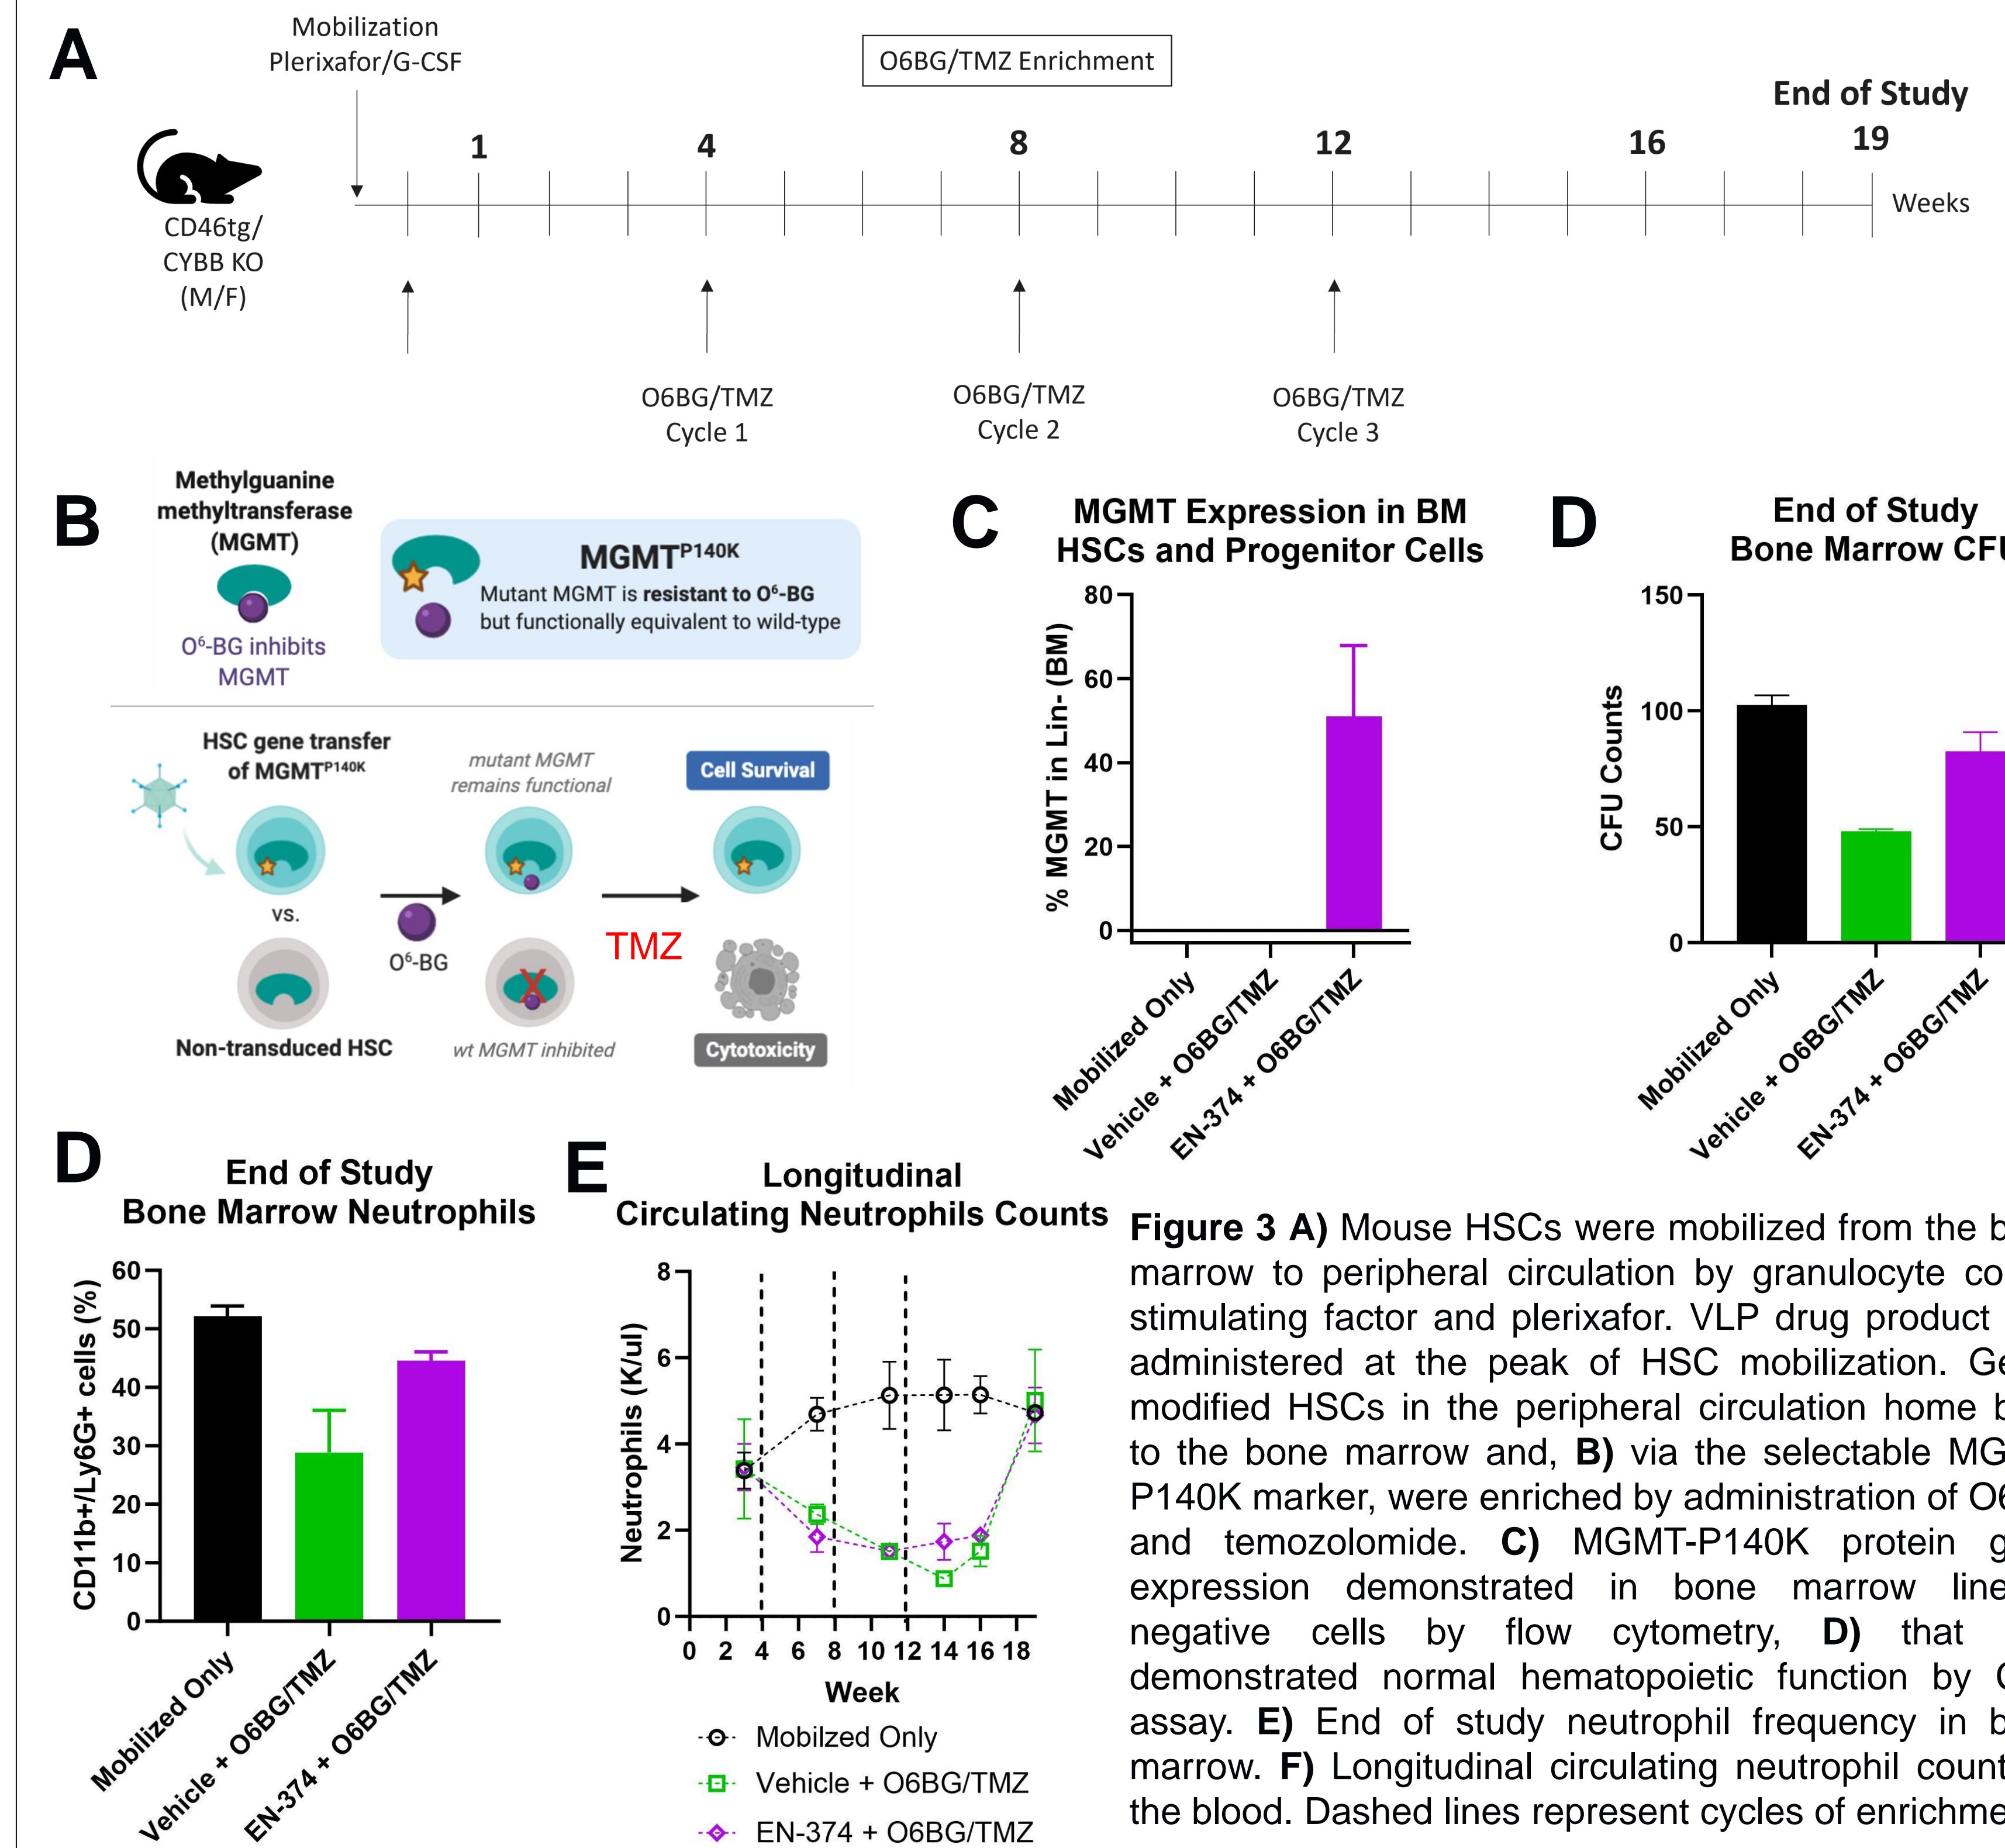 A
Mobilization
Plerixafor/G-CSF
O6BG/TMZ Enrichment
End of Study
1
4
8
12
16
19
Weeks
CD46tg/
CYBB KO
(M/F)
O6BG/TMZ
Cycle 1
O6BG/TMZ
Cycle 2
O6BG/TMZ
Cycle 3
B
Methylguanine
methyltransferase
(MGMT)
O⁶-BG inhibits
MGMT
MGMTᴾ¹⁴⁰ᴷ
Mutant MGMT is resistant to O⁶-BG
but functionally equivalent to wild-type
HSC gene transfer
of MGMTᴾ¹⁴⁰ᴷ
mutant MGMT
remains functional
Cell Survival
vs.
O⁶-BG
TMZ
Non-transduced HSC
wt MGMT inhibited
Cytotoxicity
C
MGMT Expression in BM
HSCs and Progenitor Cells
% MGMT in Lin- (BM)
80
60
40
20
0
Mobilized Only
Vehicle + O6BG/TMZ
EN-374 + O6BG/TMZ
D
End of Study
Bone Marrow CFU
CFU Counts
150
100
50
0
Mobilized Only
Vehicle + O6BG/TMZ
EN-374 + O6BG/TMZ
D
End of Study
Bone Marrow Neutrophils
CD11b+/Ly6G+ cells (%)
60
50
40
30
20
10
0
Mobilized Only
Vehicle + O6BG/TMZ
EN-374 + O6BG/TMZ
E
Longitudinal
Circulating Neutrophils Counts
Neutrophils (K/ul)
8
6
4
2
0
0 2 4 6 8 10 12 14 16 18
Week
Mobilzed Only
Vehicle + O6BG/TMZ
EN-374 + O6BG/TMZ
Figure 3 A) Mouse HSCs were mobilized from the b
marrow to peripheral circulation by granulocyte co
stimulating factor and plerixafor. VLP drug product
administered at the peak of HSC mobilization. Ge
modified HSCs in the peripheral circulation home b
to the bone marrow and, B) via the selectable MG
P140K marker, were enriched by administration of O6
and temozolomide. C) MGMT-P140K protein g
expression demonstrated in bone marrow line
negative cells by flow cytometry, D) that
demonstrated normal hematopoietic function by C
assay. E) End of study neutrophil frequency in b
marrow. F) Longitudinal circulating neutrophil count
the blood. Dashed lines represent cycles of enrichme